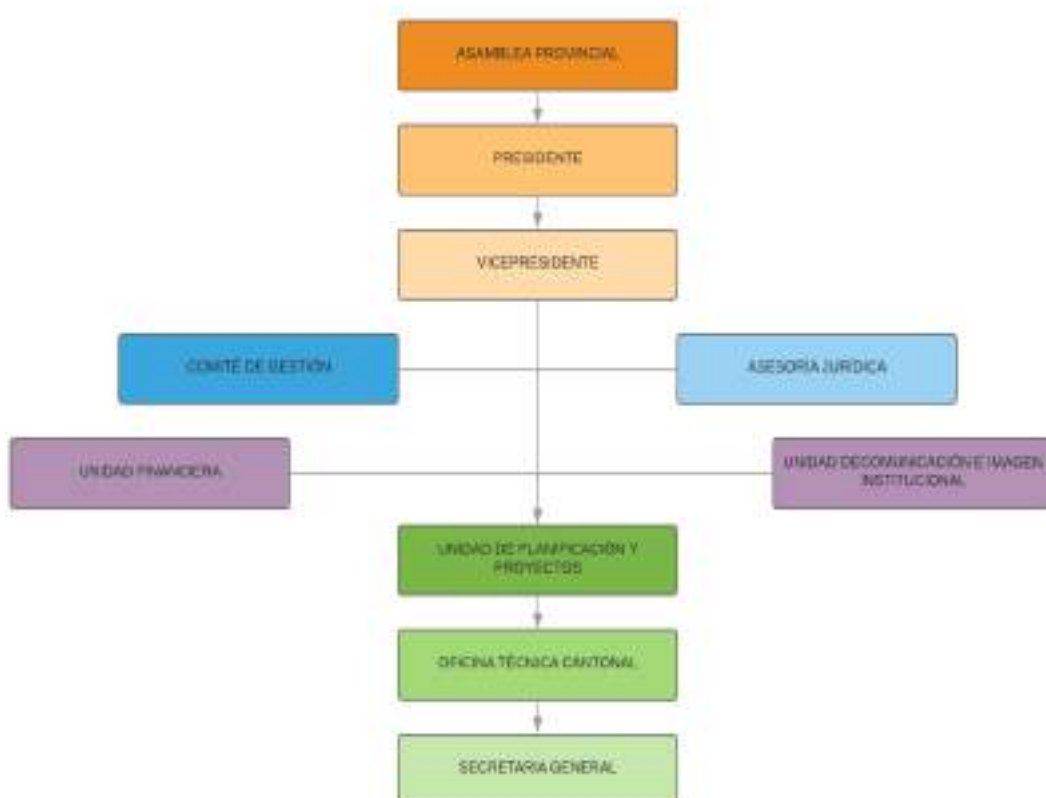 ASAMBLEA PROVINCIAL
PRESIDENTE
VICEPRESIDENTE
COMITÉ DE GESTIÓN
ASESORÍA JURÍDICA
UNIDAD FINANCIERA
UNIDAD DECOMUNICACIÓN E IMAGEN
INSTITUCIONAL
UNIDAD DE PLANIFICACIÓN Y
PROYECTOS
OFICINA TÉCNICA CANTONAL
SECRETARIA GENERAL